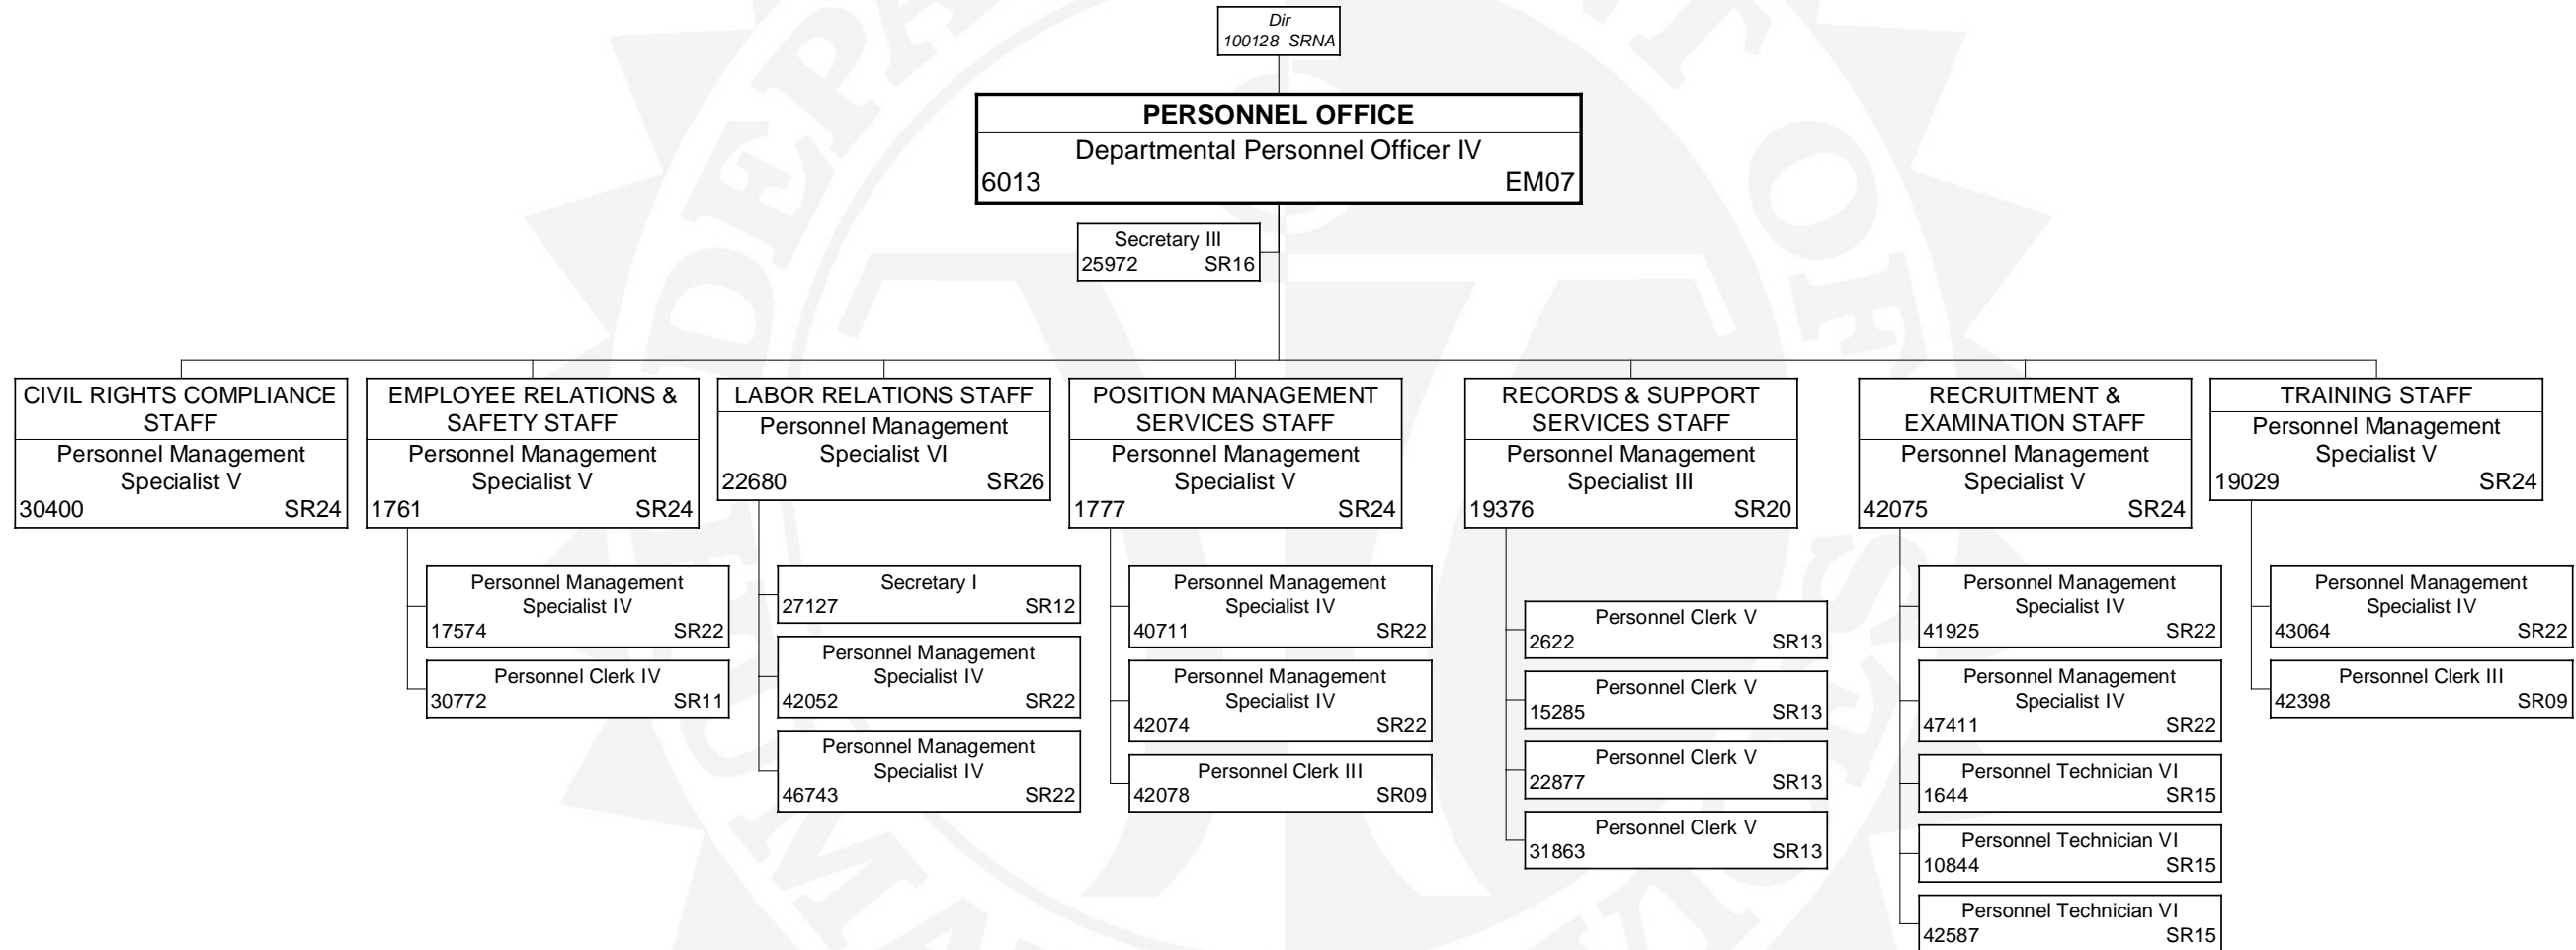 Dir
100128 SRNA
PERSONNEL OFFICE
Departmental Personnel Officer IV
6013 EM07
Secretary III
25972 SR16
CIVIL RIGHTS COMPLIANCE
STAFF
Personnel Management
Specialist V
30400 SR24
EMPLOYEE RELATIONS &
SAFETY STAFF
Personnel Management
Specialist V
1761 SR24
Personnel Management
Specialist IV
17574 SR22
Personnel Clerk IV
30772 SR11
LABOR RELATIONS STAFF
Personnel Management
Specialist VI
22680 SR26
Secretary I
27127 SR12
Personnel Management
Specialist IV
42052 SR22
Personnel Management
Specialist IV
46743 SR22
POSITION MANAGEMENT
SERVICES STAFF
Personnel Management
Specialist V
1777 SR24
Personnel Management
Specialist IV
40711 SR22
Personnel Management
Specialist IV
42074 SR22
Personnel Clerk III
42078 SR09
RECORDS & SUPPORT
SERVICES STAFF
Personnel Management
Specialist III
19376 SR20
Personnel Clerk V
2622 SR13
Personnel Clerk V
15285 SR13
Personnel Clerk V
22877 SR13
Personnel Clerk V
31863 SR13
RECRUITMENT &
EXAMINATION STAFF
Personnel Management
Specialist V
42075 SR24
Personnel Management
Specialist IV
41925 SR22
Personnel Management
Specialist IV
47411 SR22
Personnel Technician VI
1644 SR15
Personnel Technician VI
10844 SR15
Personnel Technician VI
42587 SR15
TRAINING STAFF
Personnel Management
Specialist V
19029 SR24
Personnel Management
Specialist IV
43064 SR22
Personnel Clerk III
42398 SR09